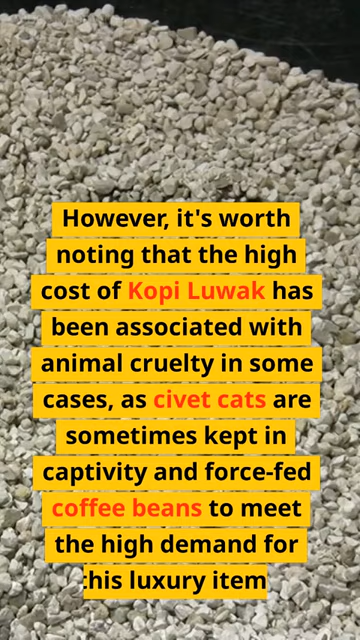 However, it's worth
noting that the high
cost of Kopi Luwak has
been associated with
animal cruelty in some
cases, as civet cats are
sometimes kept in
captivity and force-fed
coffee beans to meet
the high demand for
this luxury item